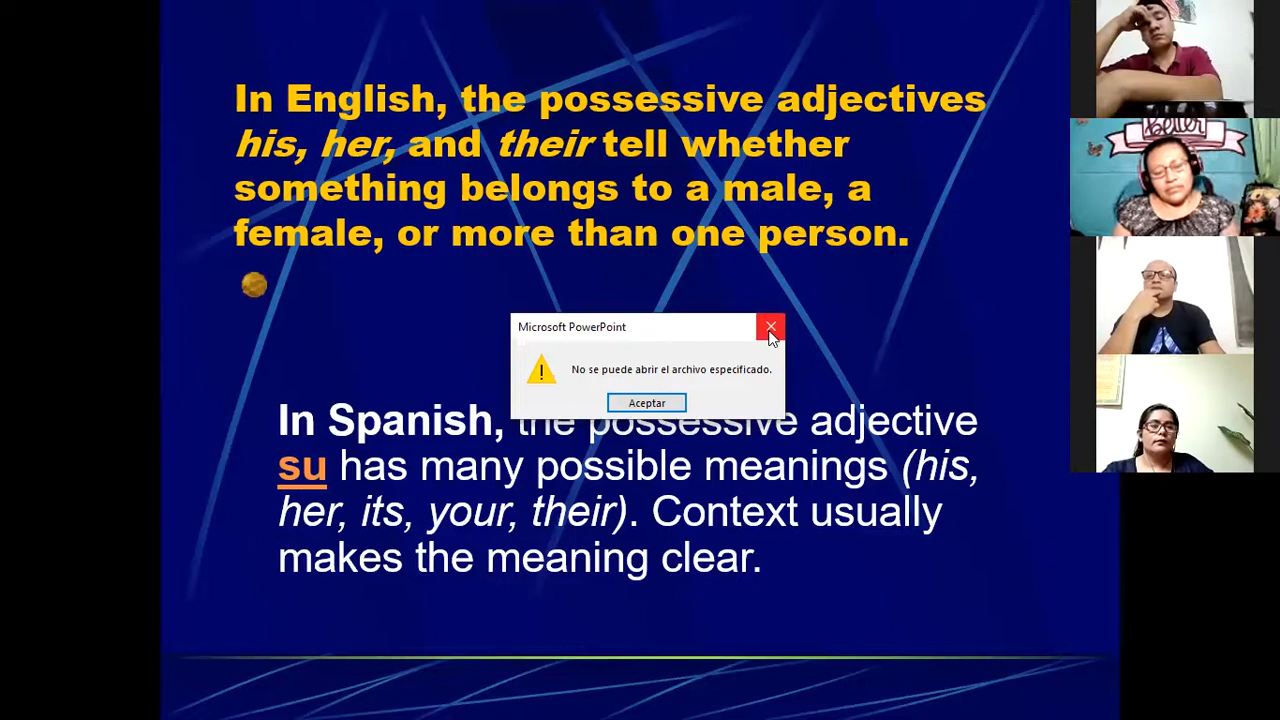 In English, the possessive adjectives
his, her, and their tell whether
something belongs to a male, a
female, or more than one person.
Microsoft PowerPoint
No se puede abrir el archivo especificado.
Aceptar
In Spanish, the possessive adjective
su has many possible meanings (his,
her, its, your, their). Context usually
makes the meaning clear.
better